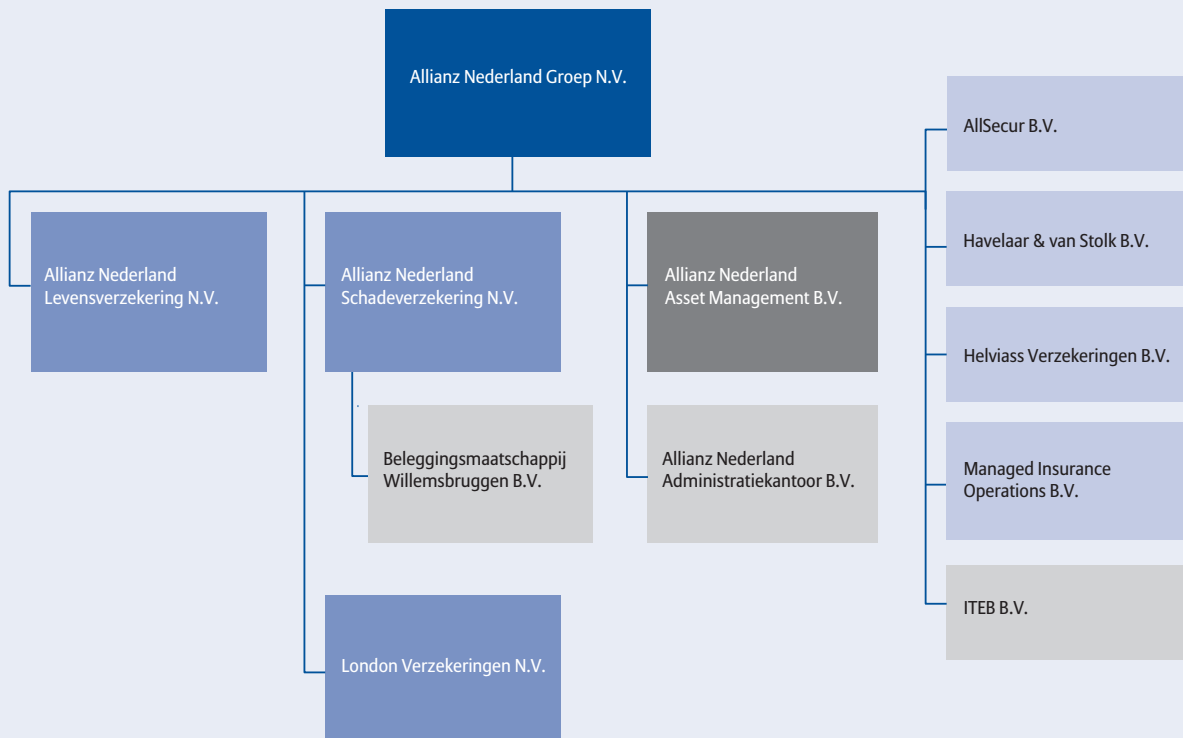 Allianz Nederland Groep N.V.
Allianz Nederland
Levensverzekering N.V.
Allianz Nederland
Schadeverzekering N.V.
Beleggingsmaatschappij
Willemsbruggen B.V.
London Verzekeringen N.V.
Allianz Nederland
Asset Management B.V.
Allianz Nederland
Administratiekantoor B.V.
AllSecur B.V.
Havelaar & van Stolk B.V.
Helviass Verzekeringen B.V.
Managed Insurance
Operations B.V.
ITEB B.V.